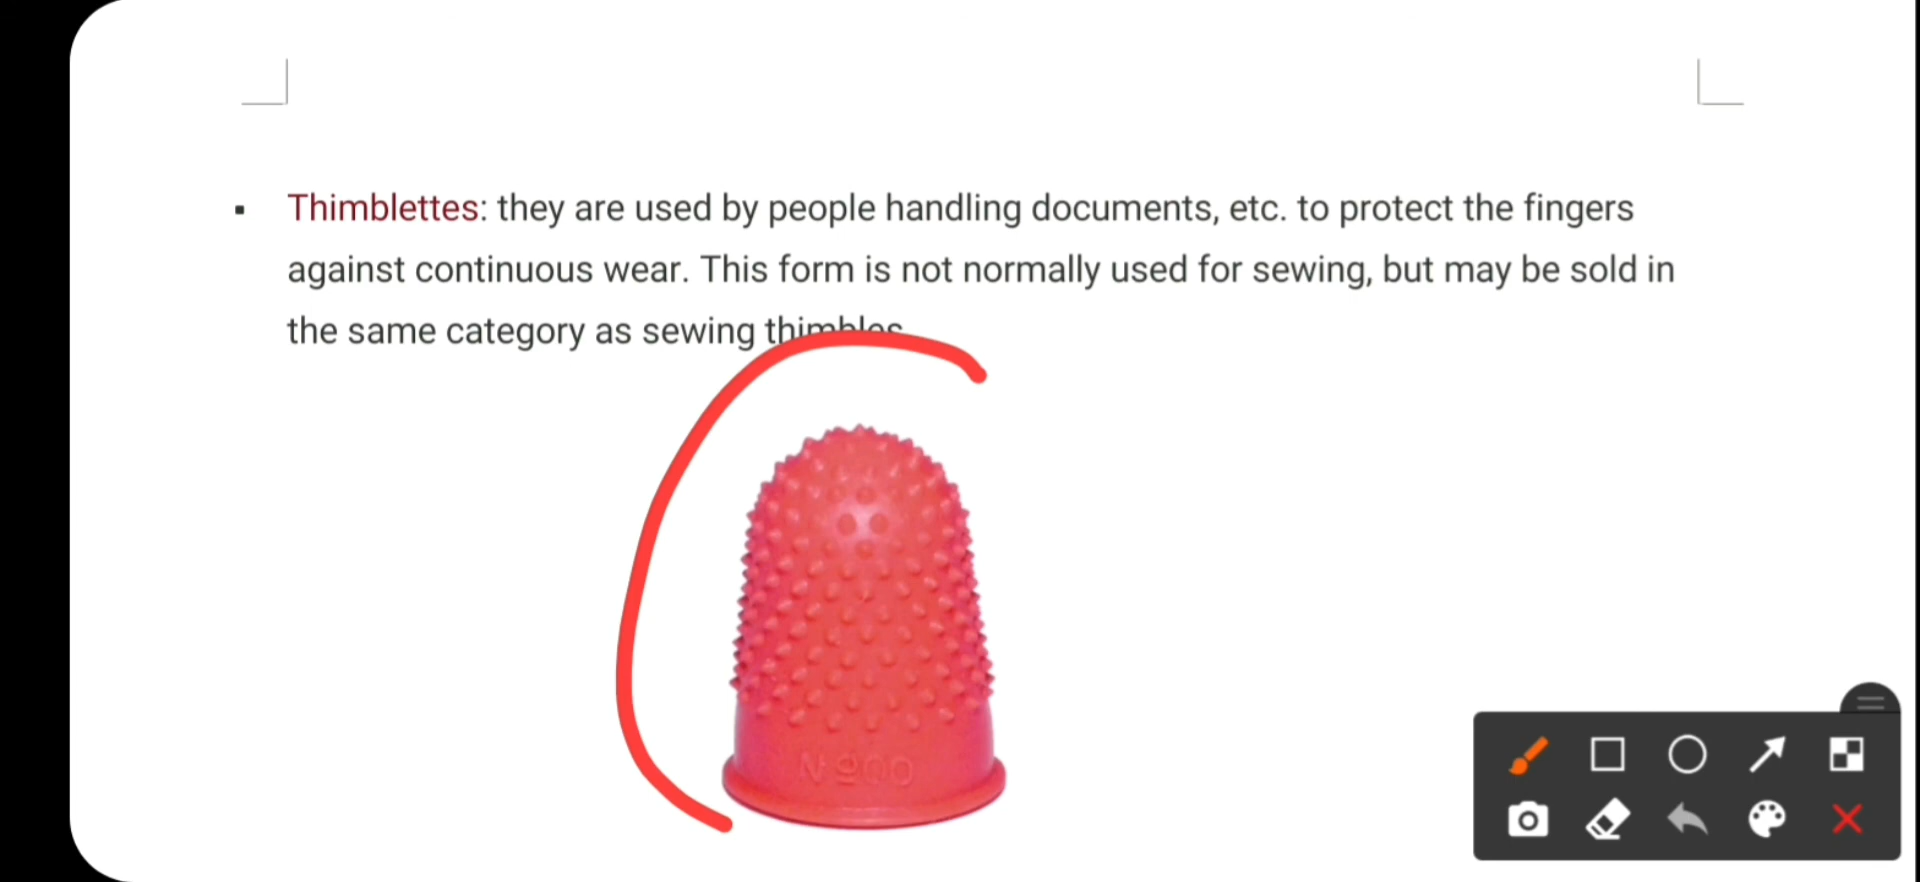 ▪ Thimblettes: they are used by people handling documents, etc. to protect the fingers
against continuous wear. This form is not normally used for sewing, but may be sold in
the same category as sewing thimbles
Nº00